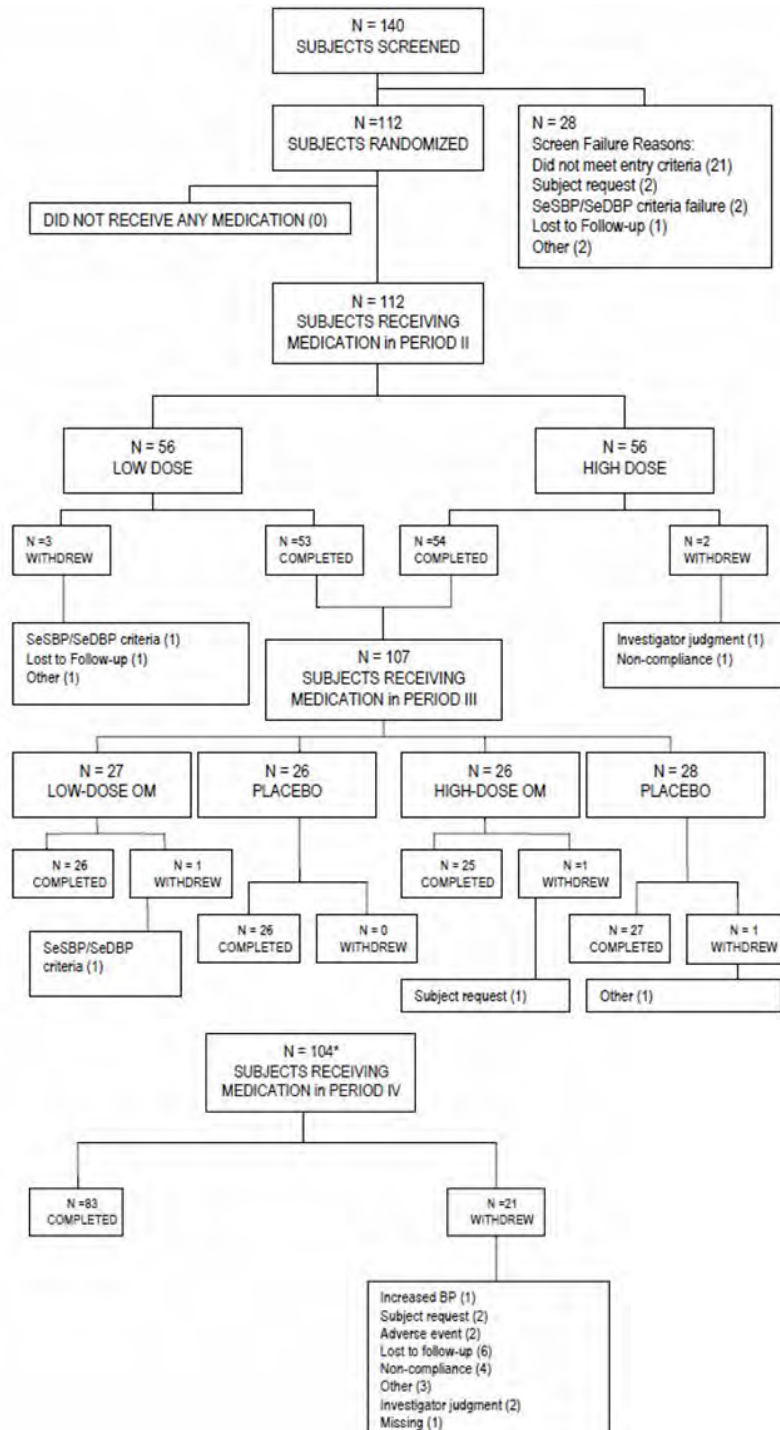 N = 140
SUBJECTS SCREENED
N =112
SUBJECTS RANDOMIZED
N = 28
Screen Failure Reasons:
Did not meet entry criteria (21)
Subject request (2)
SeSBP/SeDBP criteria failure (2)
Lost to Follow-up (1)
Other (2)
DID NOT RECEIVE ANY MEDICATION (0)
N = 112
SUBJECTS RECEIVING
MEDICATION in PERIOD II
N = 56
LOW DOSE
N = 56
HIGH DOSE
N =3
WITHDREW
N =53
COMPLETED
N =54
COMPLETED
N =2
WITHDREW
SeSBP/SeDBP criteria (1)
Lost to Follow-up (1)
Other (1)
Investigator judgment (1)
Non-compliance (1)
N = 107
SUBJECTS RECEIVING
MEDICATION in PERIOD III
N = 27
LOW-DOSE OM
N = 26
PLACEBO
N = 26
HIGH-DOSE OM
N = 28
PLACEBO
N = 26
COMPLETED
N = 1
WITHDREW
N = 25
COMPLETED
N =1
WITHDREW
N = 26
COMPLETED
N = 0
WITHDREW
N = 27
COMPLETED
N = 1
WITHDREW
SeSBP/SeDBP
criteria (1)
Subject request (1)
Other (1)
N = 104*
SUBJECTS RECEIVING
MEDICATION in PERIOD IV
N =83
COMPLETED
N =21
WITHDREW
Increased BP (1)
Subject request (2)
Adverse event (2)
Lost to follow-up (6)
Non-compliance (4)
Other (3)
Investigator judgment (2)
Missing (1)